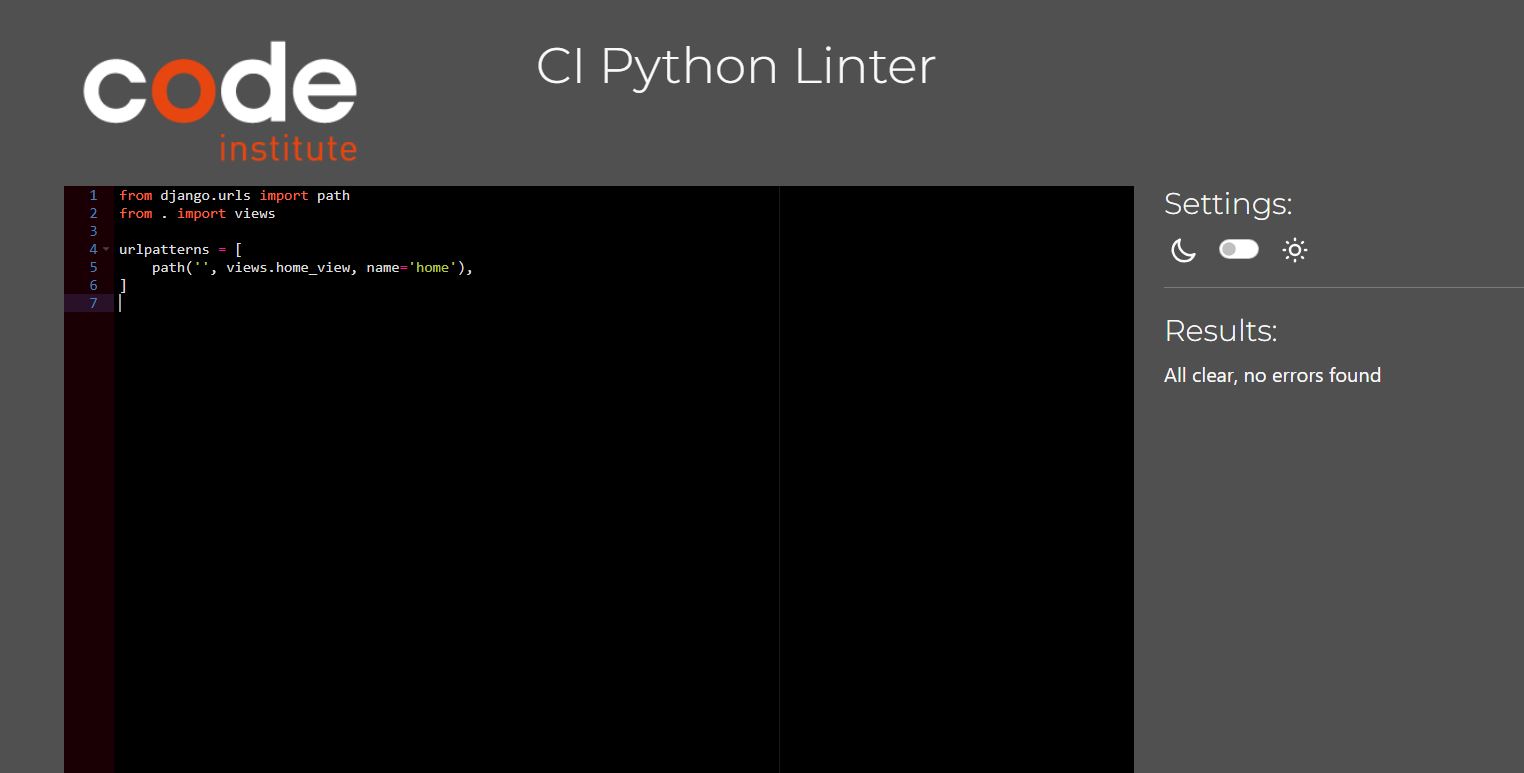 code
institute
CI Python Linter
1 from django.urls import path
2 from . import views
3
4 urlpatterns = [
5     path('', views.home_view, name='home'),
6 ]
7
Settings:
Results:
All clear, no errors found